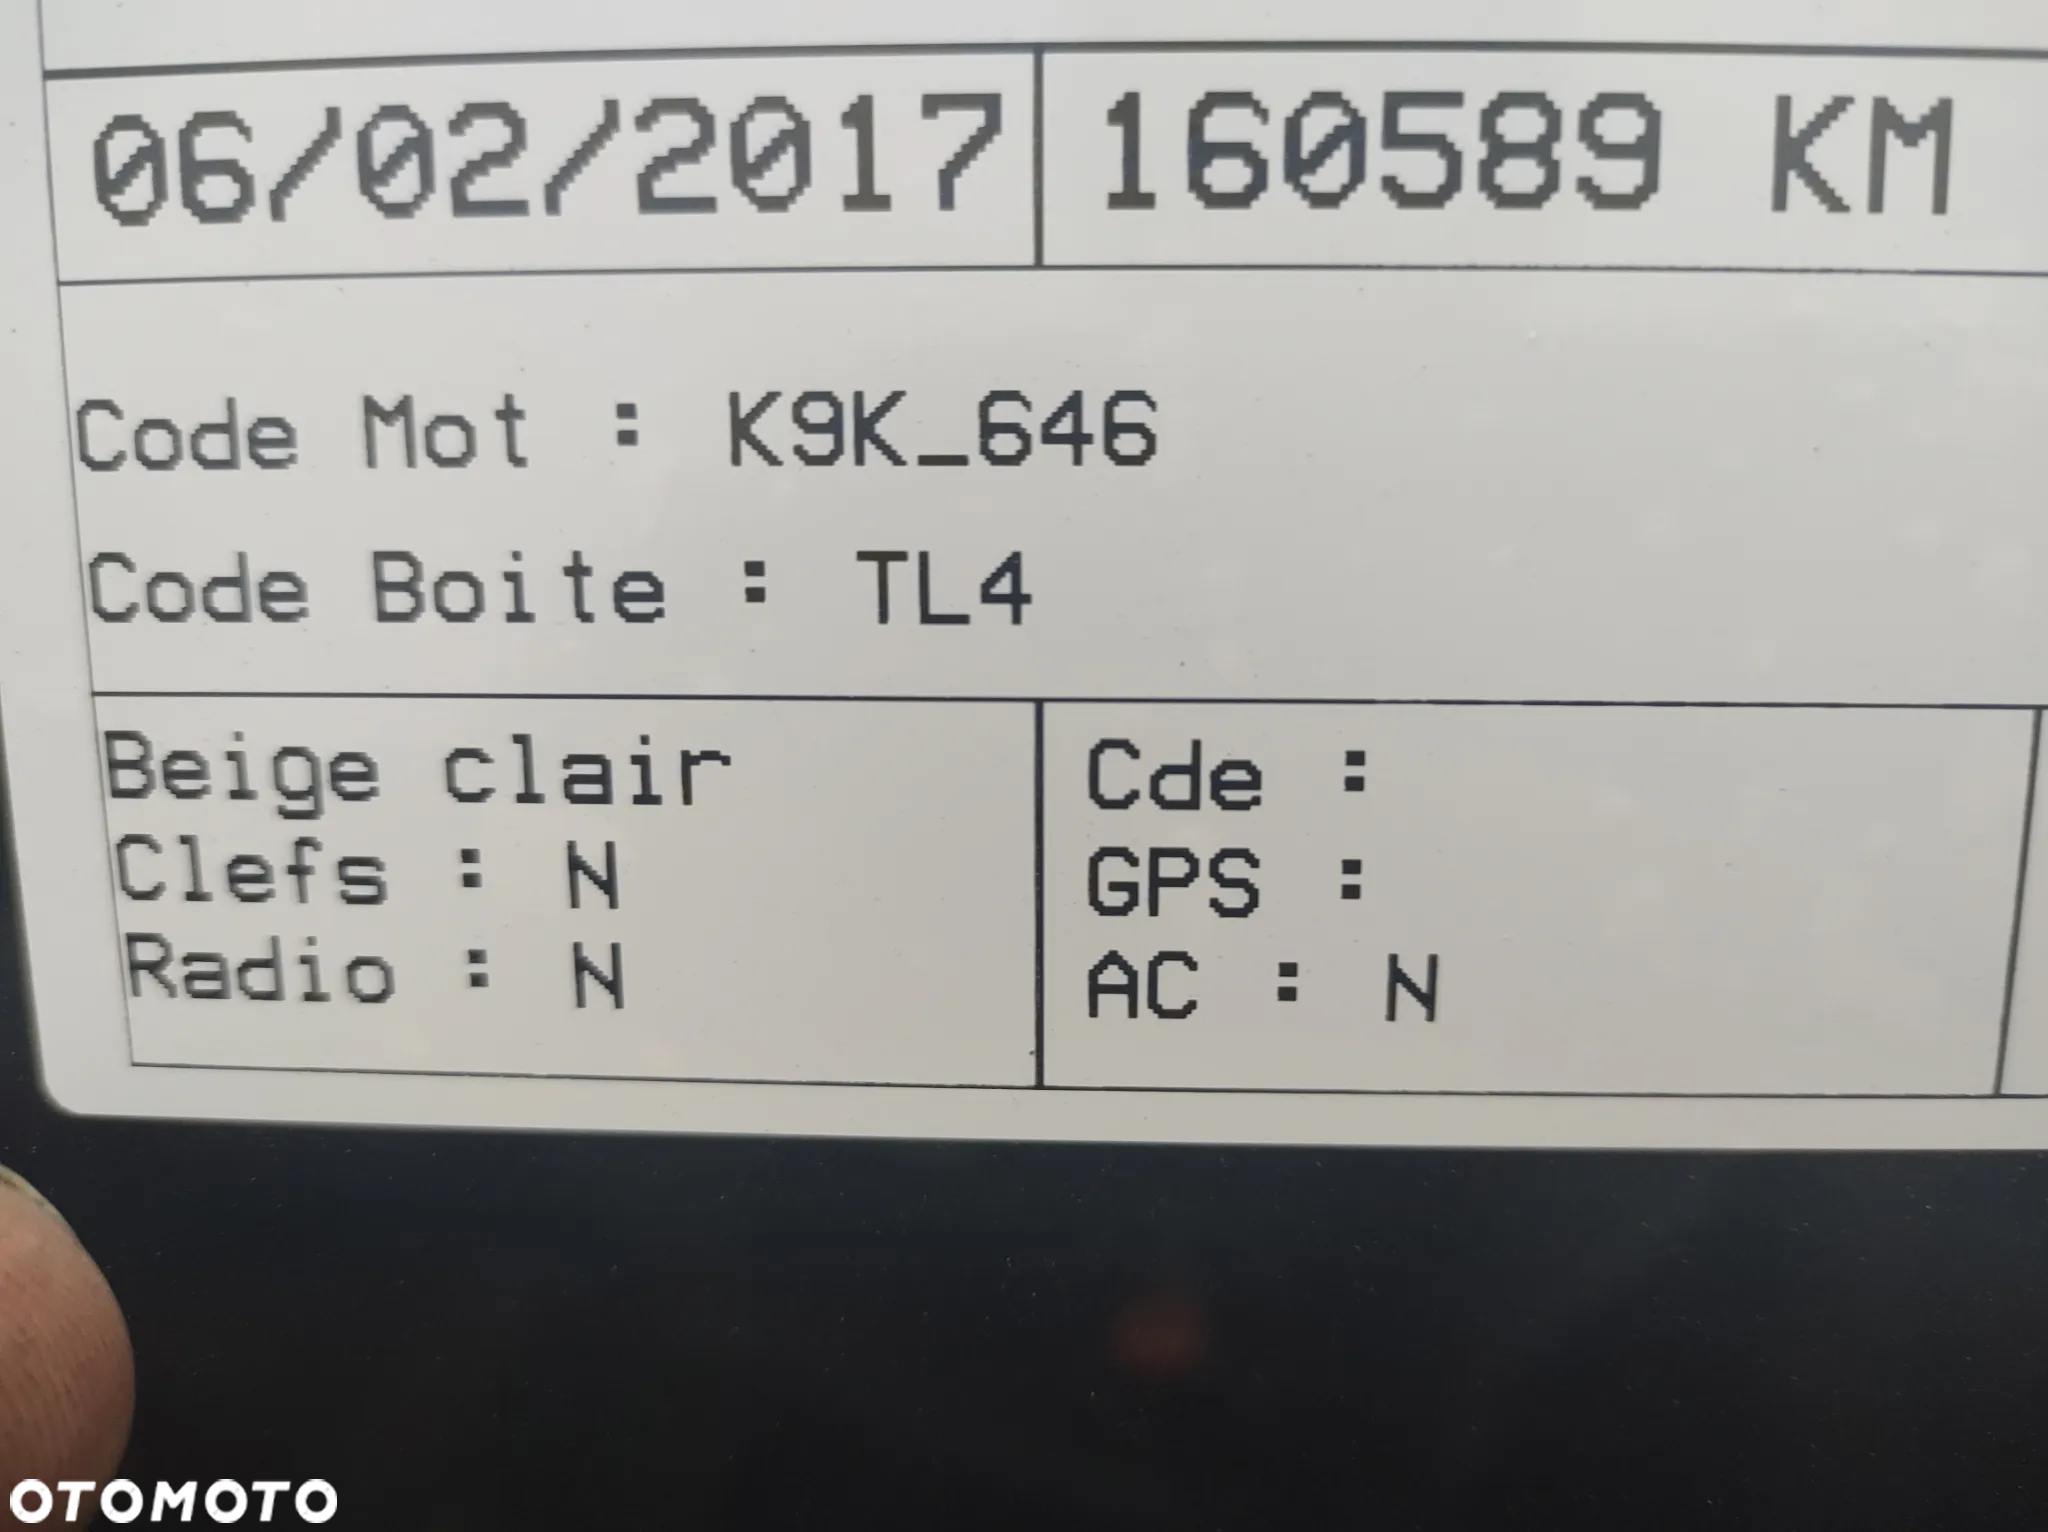 06/02/2017 160589 KM
Code Mot : K9K_646
Code Boite : TL4
Beige clair
Clefs : N
Radio : N
Cde :
GPS :
AC : N
OTOMOTO